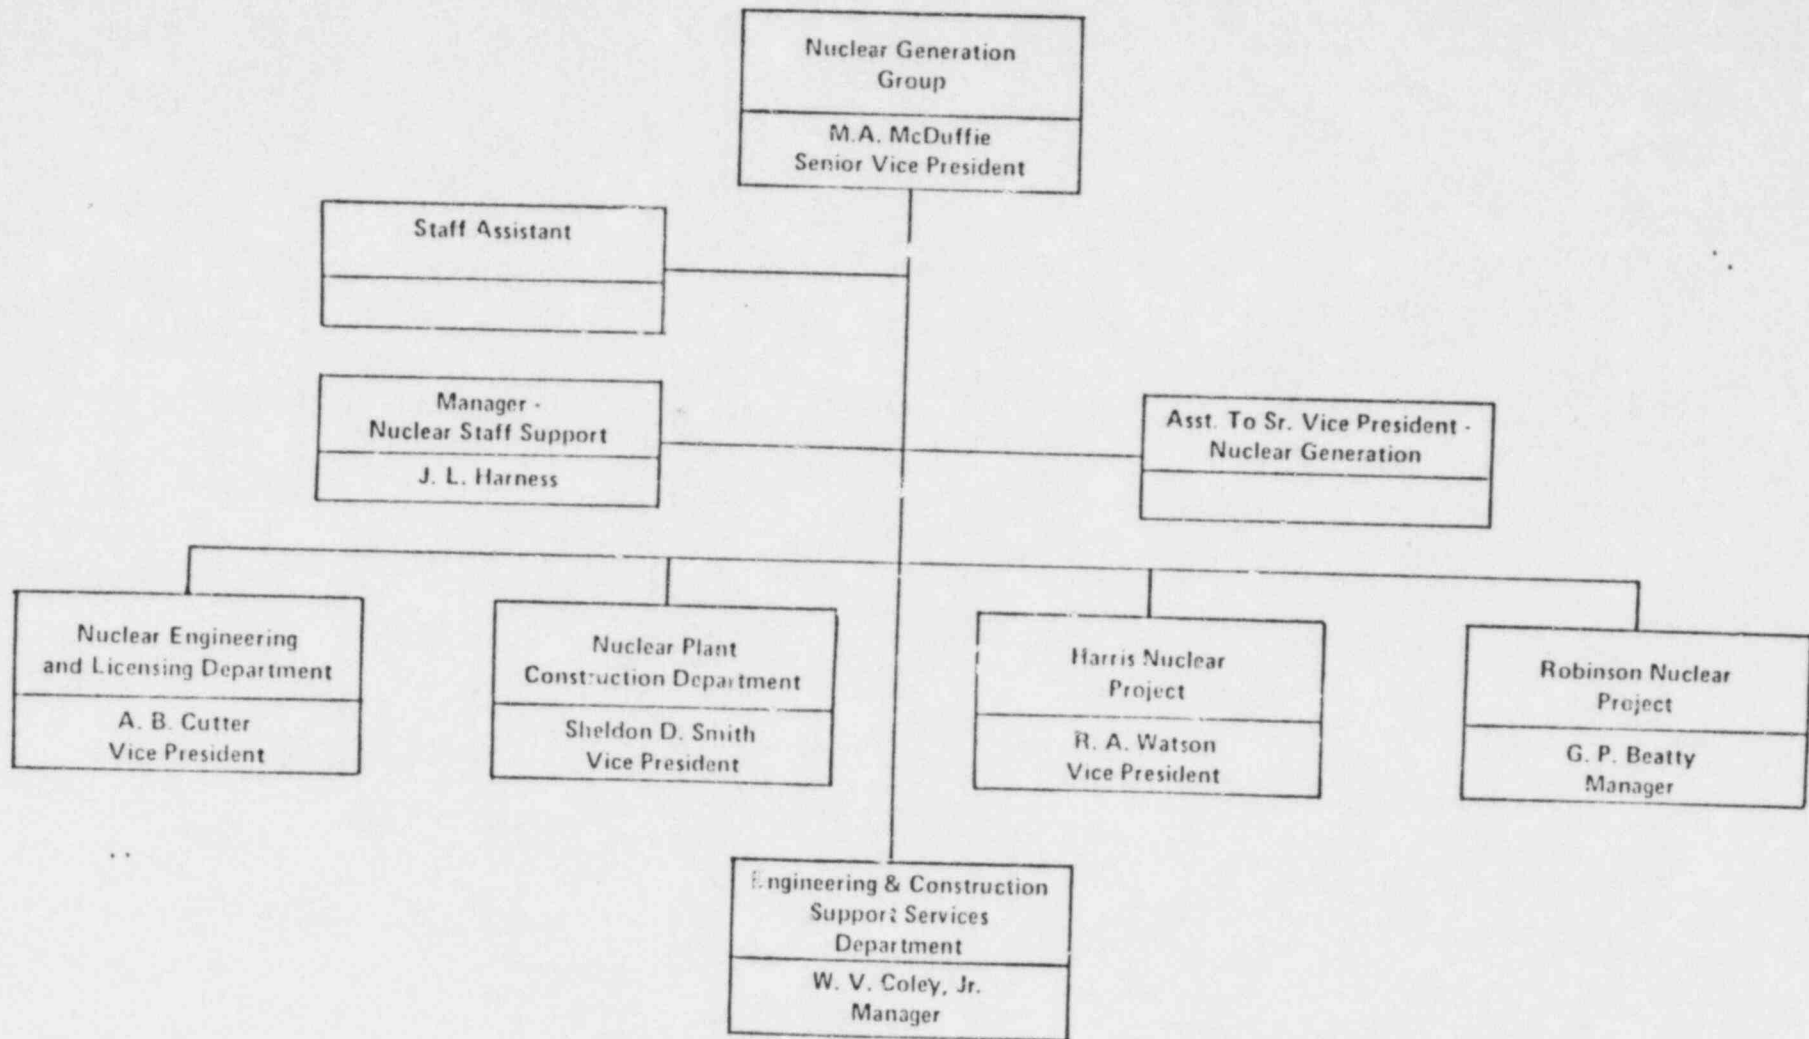 Nuclear Generation
Group
M.A. McDuffie
Senior Vice President
Staff Assistant
Manager -
Nuclear Staff Support
J. L. Harness
Asst. To Sr. Vice President -
Nuclear Generation
Nuclear Engineering
and Licensing Department
A. B. Cutter
Vice President
Nuclear Plant
Construction Department
Sheldon D. Smith
Vice President
Harris Nuclear
Project
R. A. Watson
Vice President
Robinson Nuclear
Project
G. P. Beatty
Manager
Engineering & Construction
Support Services
Department
W. V. Coley, Jr.
Manager